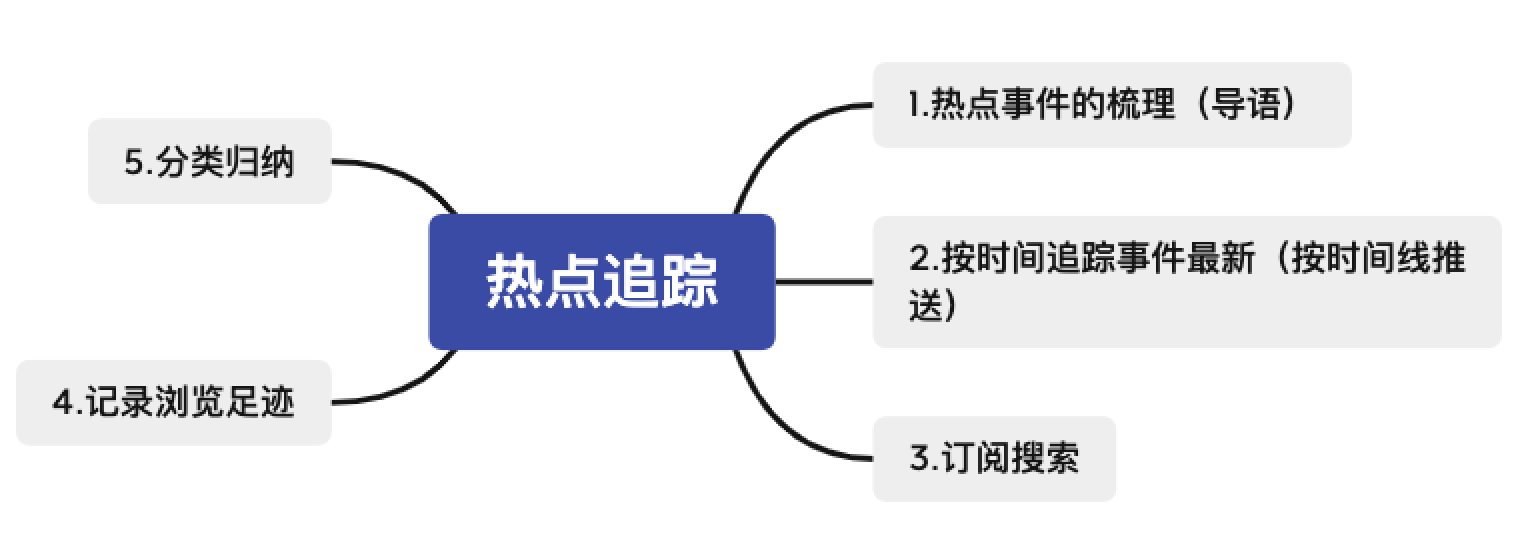 热点追踪
1.热点事件的梳理（导语）
2.按时间追踪事件最新（按时间线推
送）
3.订阅搜索
4.记录浏览足迹
5.分类归纳